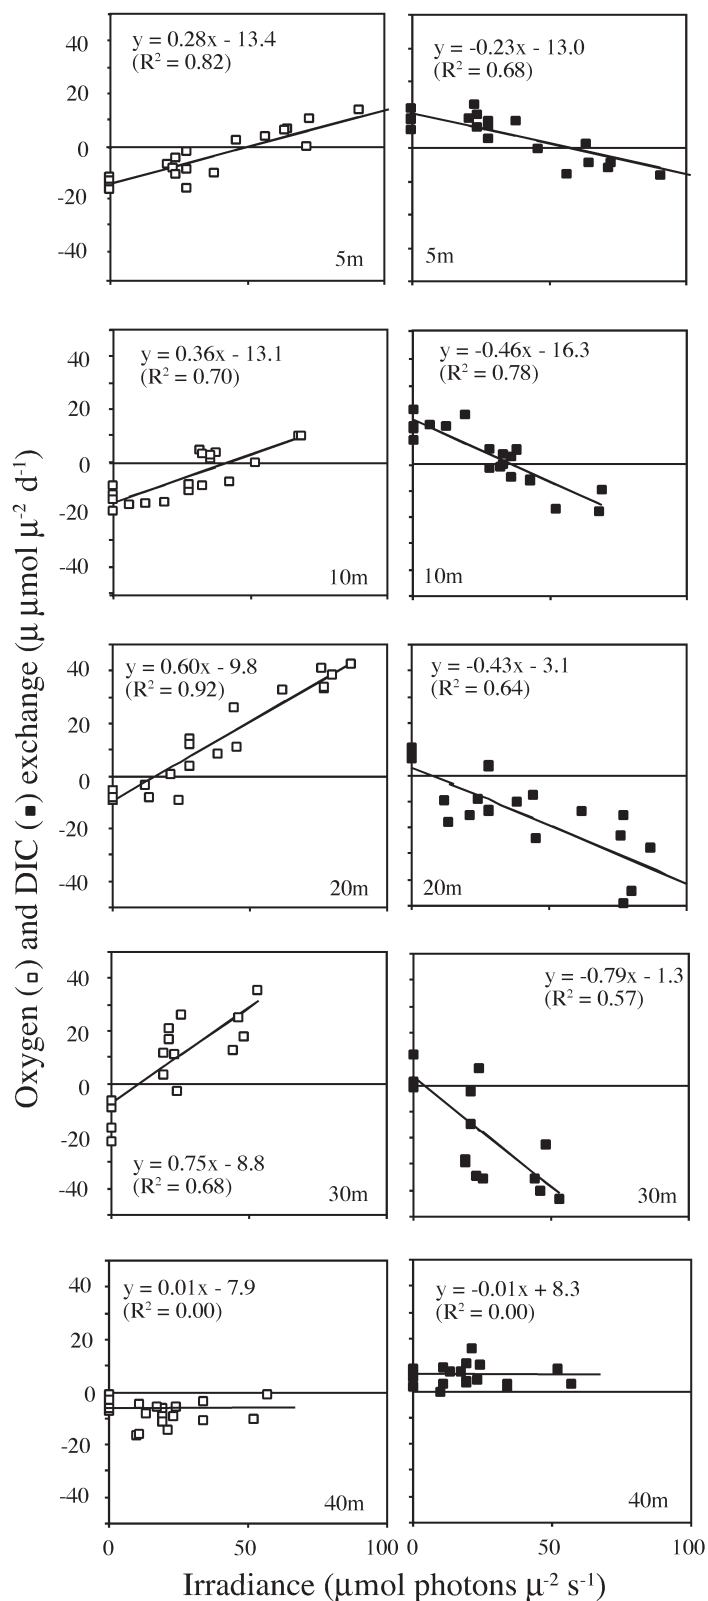 40
20
0
-20
-40
y = 0.28x - 13.4
(R² = 0.82)
5m
y = -0.23x - 13.0
(R² = 0.68)
5m
40
20
0
-20
-40
y = 0.36x - 13.1
(R² = 0.70)
10m
y = -0.46x - 16.3
(R² = 0.78)
10m
Oxygen (□) and DIC (■) exchange (μ μmol μ⁻² d⁻¹)
40
20
0
-20
-40
y = 0.60x - 9.8
(R² = 0.92)
20m
y = -0.43x - 3.1
(R² = 0.64)
20m
40
20
0
-20
-40
y = 0.75x - 8.8
(R² = 0.68)
30m
y = -0.79x - 1.3
(R² = 0.57)
30m
40
20
0
-20
-40
y = 0.01x - 7.9
(R² = 0.00)
40m
y = -0.01x + 8.3
(R² = 0.00)
40m
0 50 100 0 50 100
Irradiance (μmol photons μ⁻² s⁻¹)